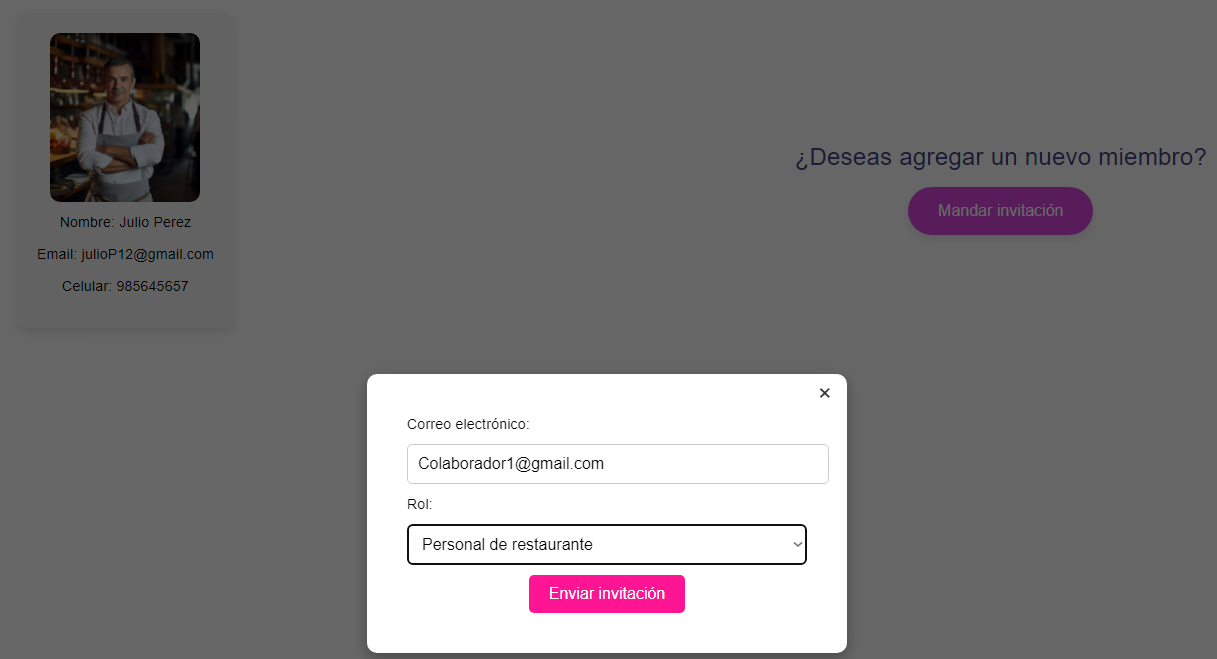 Nombre: Julio Perez
Email: julioP12@gmail.com
Celular: 985645657
¿Deseas agregar un nuevo miembro?
Mandar invitación
×
Correo electrónico:
Colaborador1@gmail.com
Rol:
Personal de restaurante
Enviar invitación